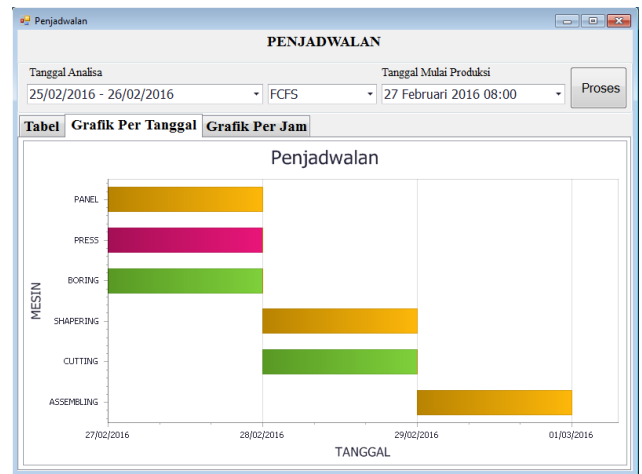 Penjadwalan
PENJADWALAN
Tanggal Analisa
Tanggal Mulai Produksi
25/02/2016 - 26/02/2016
FCFS
27 Februari 2016 08:00
Proses
Tabel
Grafik Per Tanggal
Grafik Per Jam
Penjadwalan
MESIN
PANEL
PRESS
BORING
SHAPERING
CUTTING
ASSEMBLING
27/02/2016
28/02/2016
29/02/2016
01/03/2016
TANGGAL